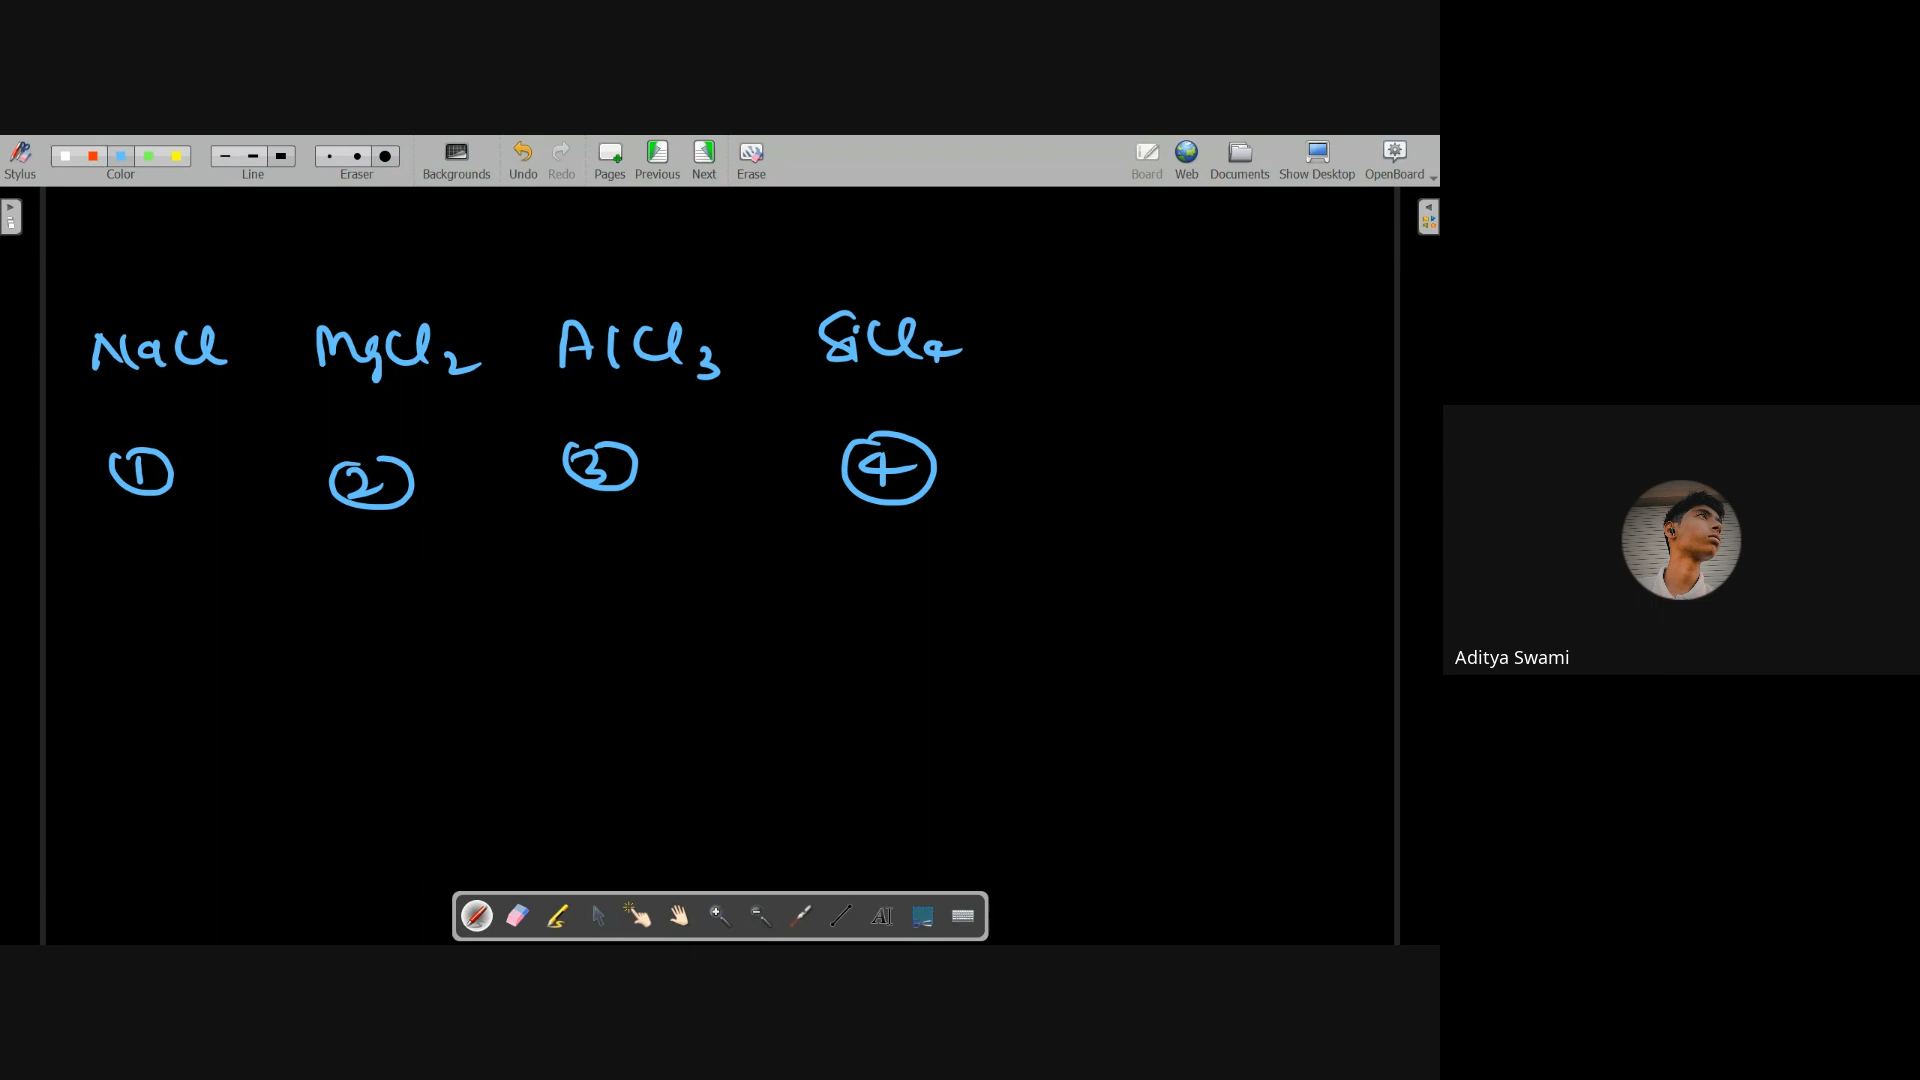 Stylus Color Line Eraser Backgrounds Undo Redo Pages Previous Next Erase Board Web Documents Show Desktop OpenBoard
NaCl MgCl₂ AlCl₃ SiCl₄
① ② ③ ④
Aditya Swami
AI